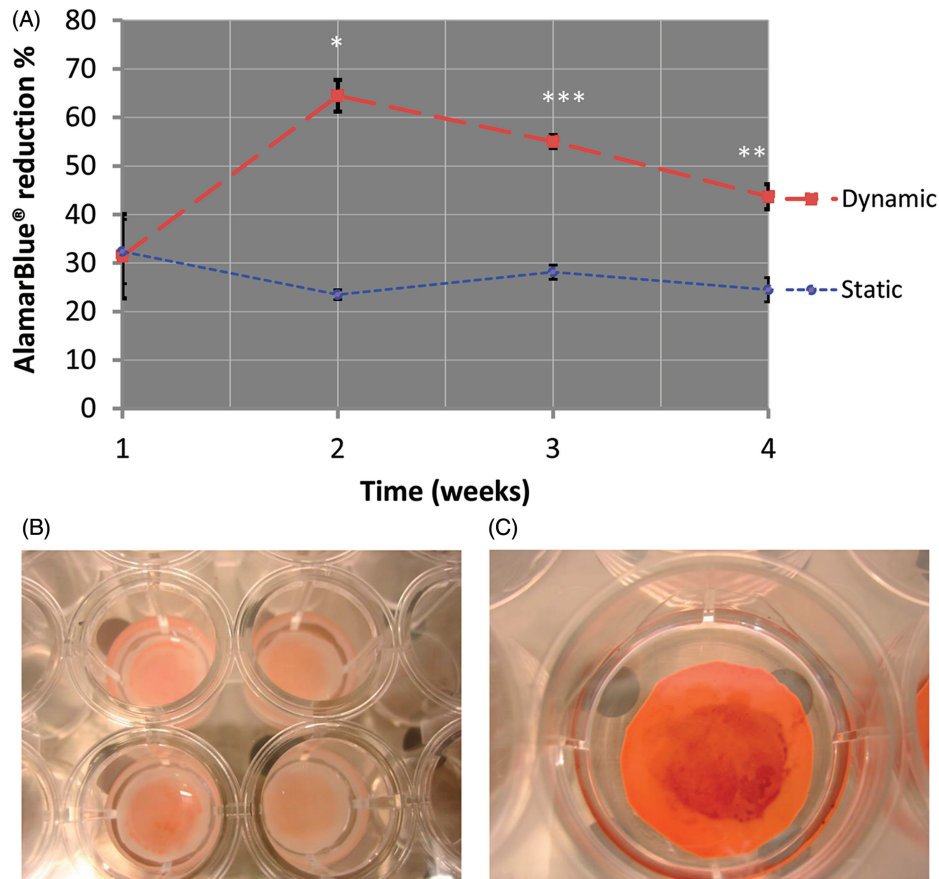 (A)
AlamarBlue® reduction %
80
70
60
50
40
30
20
10
0
*
***
**
Dynamic
Static
1 2 3 4
Time (weeks)
(B)
(C)